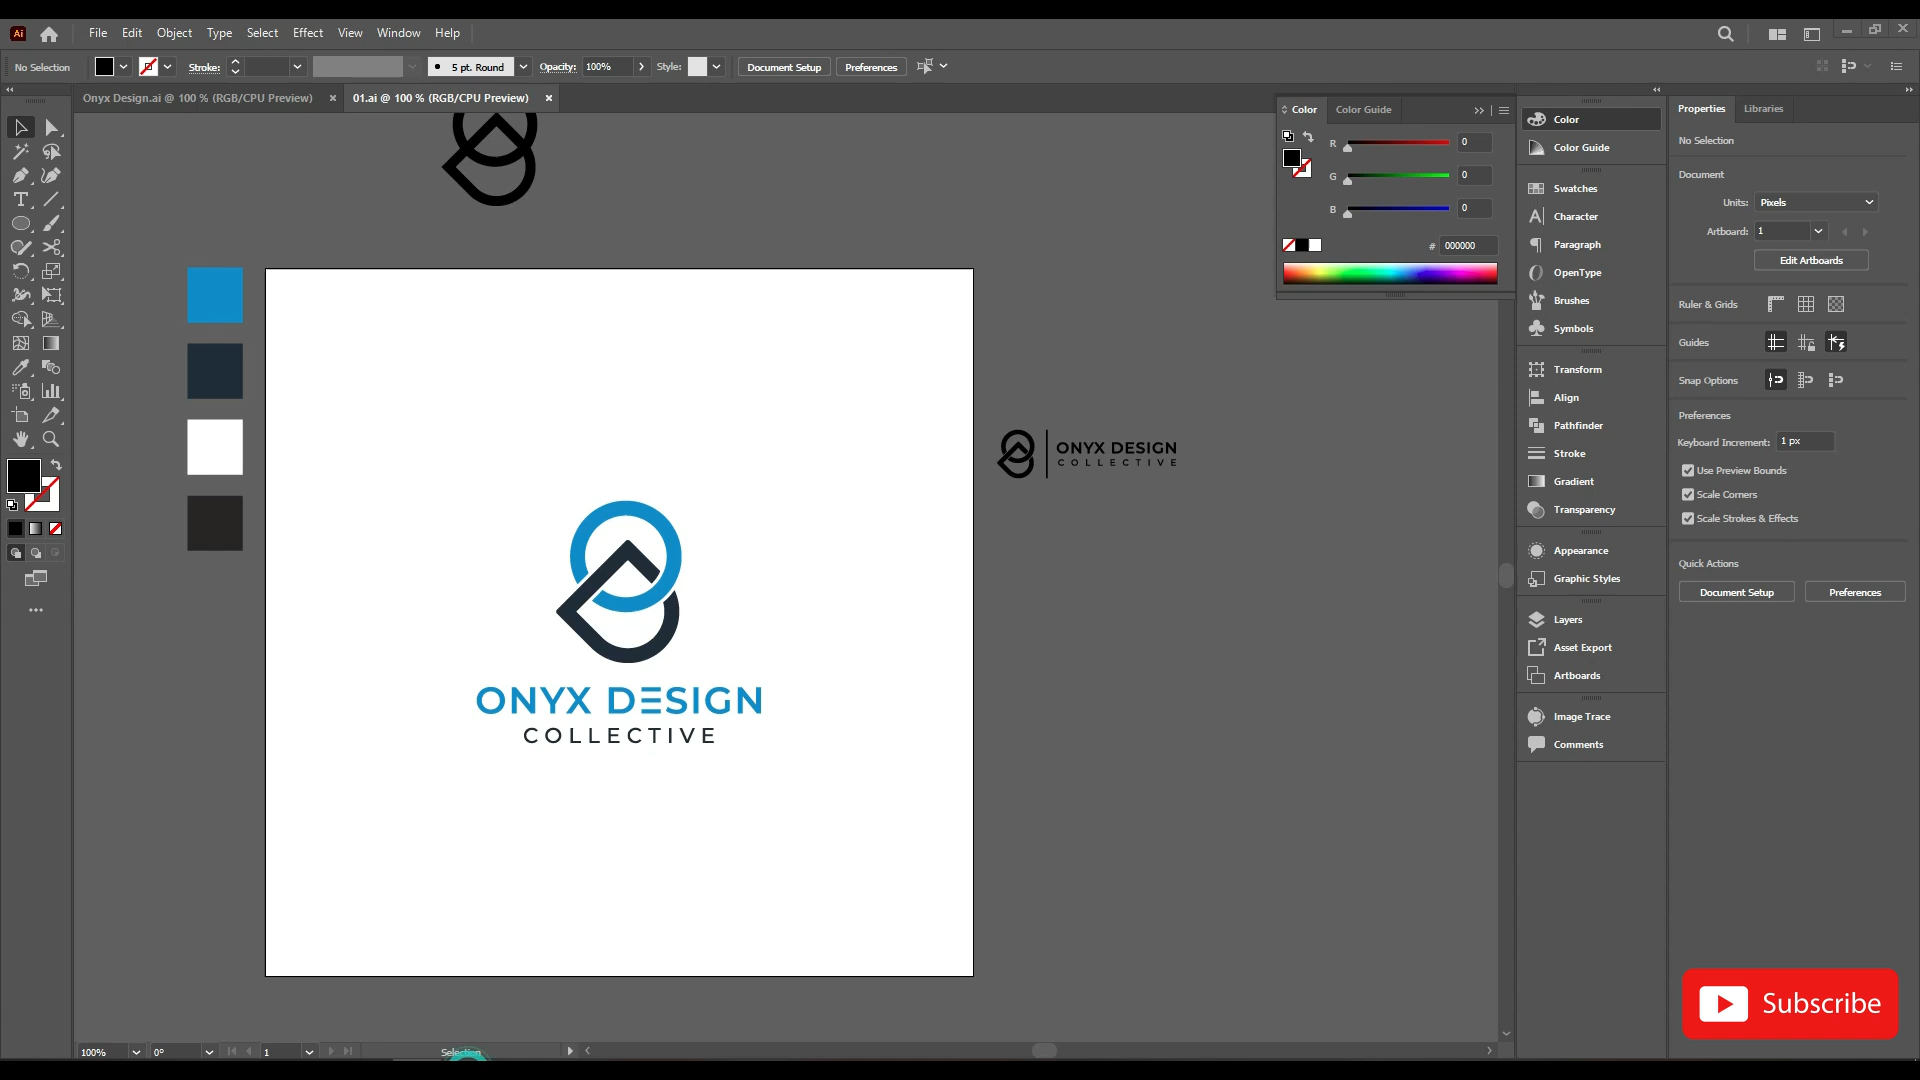 Ai File Edit Object Type Select Effect View Window Help
No Selection Stroke: 5 pt. Round Opacity: 100% Style: Document Setup Preferences
Onyx Design.ai @ 100 % (RGB/CPU Preview) × 01.ai @ 100 % (RGB/CPU Preview) ×
Color Color Guide
R 0
G 0
B 0
# 000000
ONYX DESIGN
COLLECTIVE
ONYX DESIGN
COLLECTIVE
Color
Color Guide
Swatches
Character
Paragraph
OpenType
Brushes
Symbols
Transform
Align
Pathfinder
Stroke
Gradient
Transparency
Appearance
Graphic Styles
Layers
Asset Export
Artboards
Image Trace
Comments
Properties Libraries
No Selection
Document
Units: Pixels
Artboard: 1
Edit Artboards
Ruler & Grids
Guides
Snap Options
Preferences
Keyboard Increment: 1 px
Use Preview Bounds
Scale Corners
Scale Strokes & Effects
Quick Actions
Document Setup Preferences
Subscribe
100% 0° 1 Selection